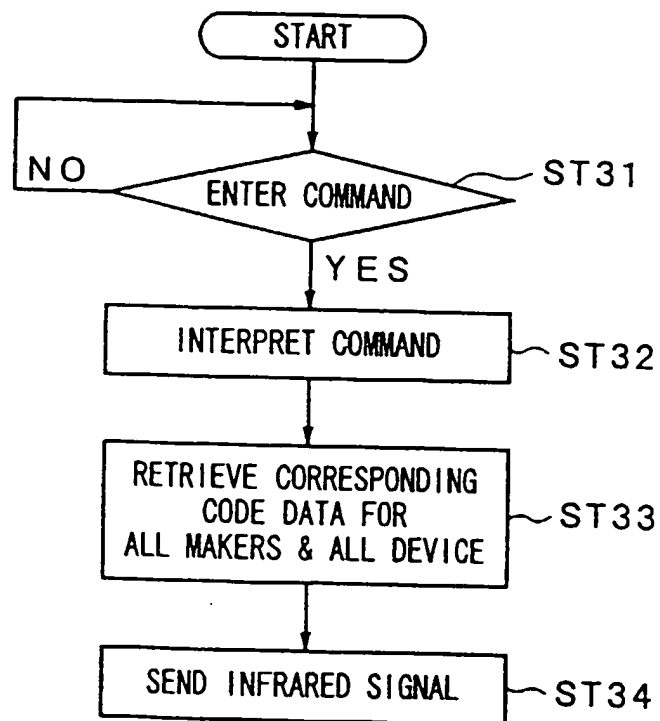 START
NO
ENTER COMMAND
ST31
YES
INTERPRET COMMAND
ST32
RETRIEVE CORRESPONDING
CODE DATA FOR
ALL MAKERS & ALL DEVICE
ST33
SEND INFRARED SIGNAL
ST34